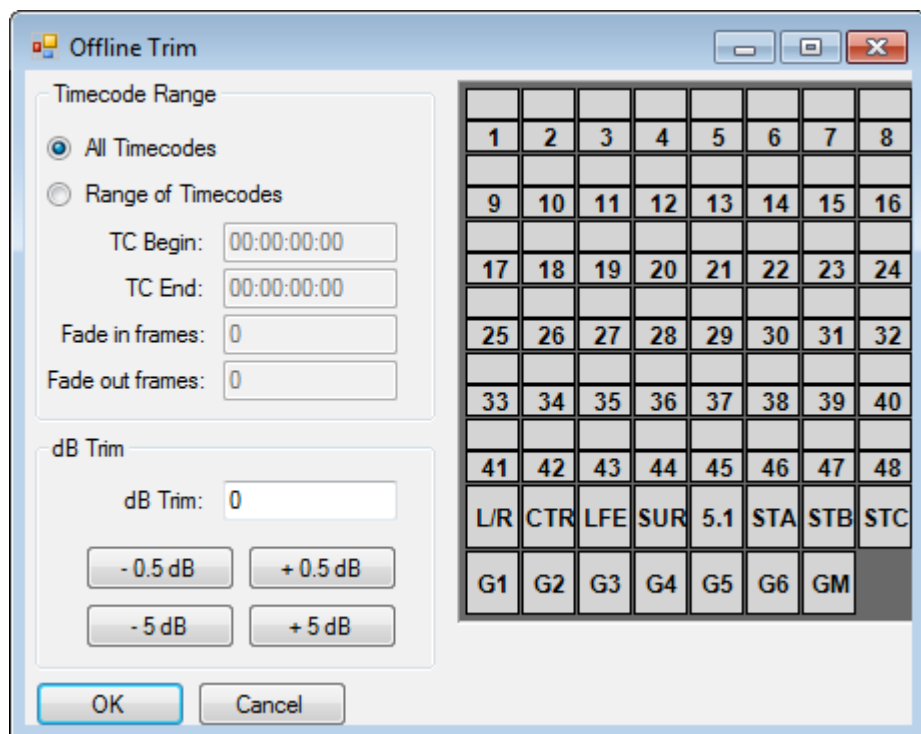 Offline Trim
Timecode Range
All Timecodes
Range of Timecodes
TC Begin: 00:00:00:00
TC End: 00:00:00:00
Fade in frames: 0
Fade out frames: 0
dB Trim
dB Trim: 0
- 0.5 dB + 0.5 dB
- 5 dB + 5 dB
OK Cancel
1 2 3 4 5 6 7 8
9 10 11 12 13 14 15 16
17 18 19 20 21 22 23 24
25 26 27 28 29 30 31 32
33 34 35 36 37 38 39 40
41 42 43 44 45 46 47 48
L/R CTR LFE SUR 5.1 STA STB STC
G1 G2 G3 G4 G5 G6 GM